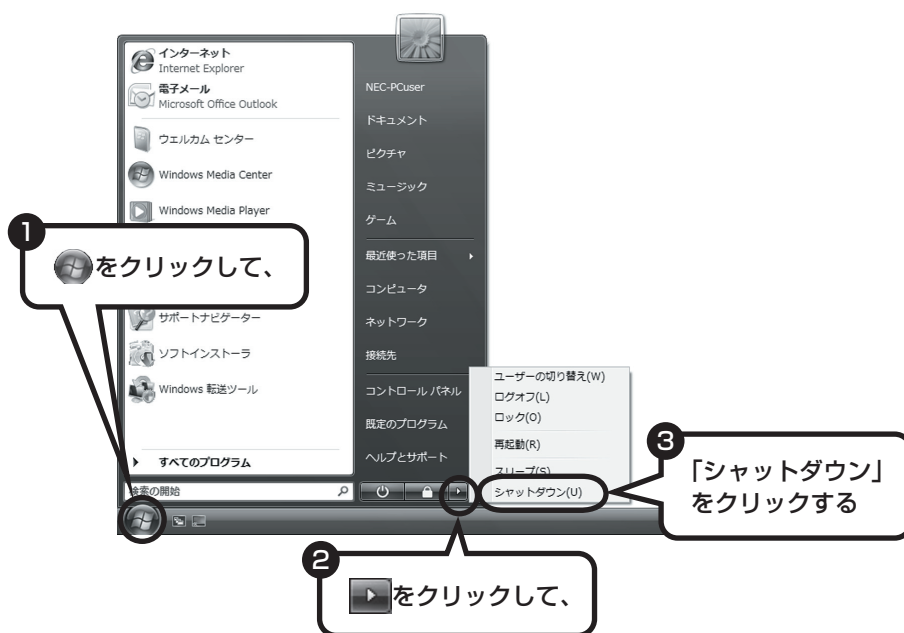 インターネット
Internet Explorer
電子メール
Microsoft Office Outlook
ウェルカム センター
Windows Media Center
Windows Media Player
サポートナビゲーター
ソフトインストーラ
Windows 転送ツール
すべてのプログラム
検索の開始
NEC-PCuser
ドキュメント
ピクチャ
ミュージック
ゲーム
最近使った項目
コンピュータ
ネットワーク
接続先
コントロール パネル
既定のプログラム
ヘルプとサポート
ユーザーの切り替え(W)
ログオフ(L)
ロック(O)
再起動(R)
スリープ(S)
シャットダウン(U)
1
をクリックして、
2
をクリックして、
3
「シャットダウン」
をクリックする